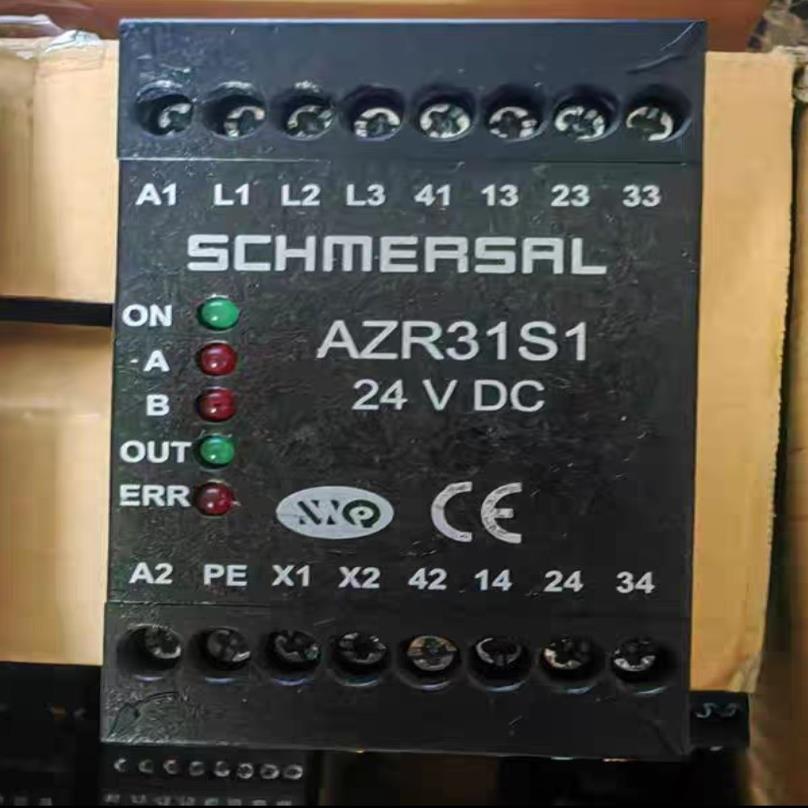 A1 L1 L2 L3 41 13 23 33
SCHMERSAL
ON
A
B
OUT
ERR
AZR31S1
24 V DC
CE
A2 PE X1 X2 42 14 24 34